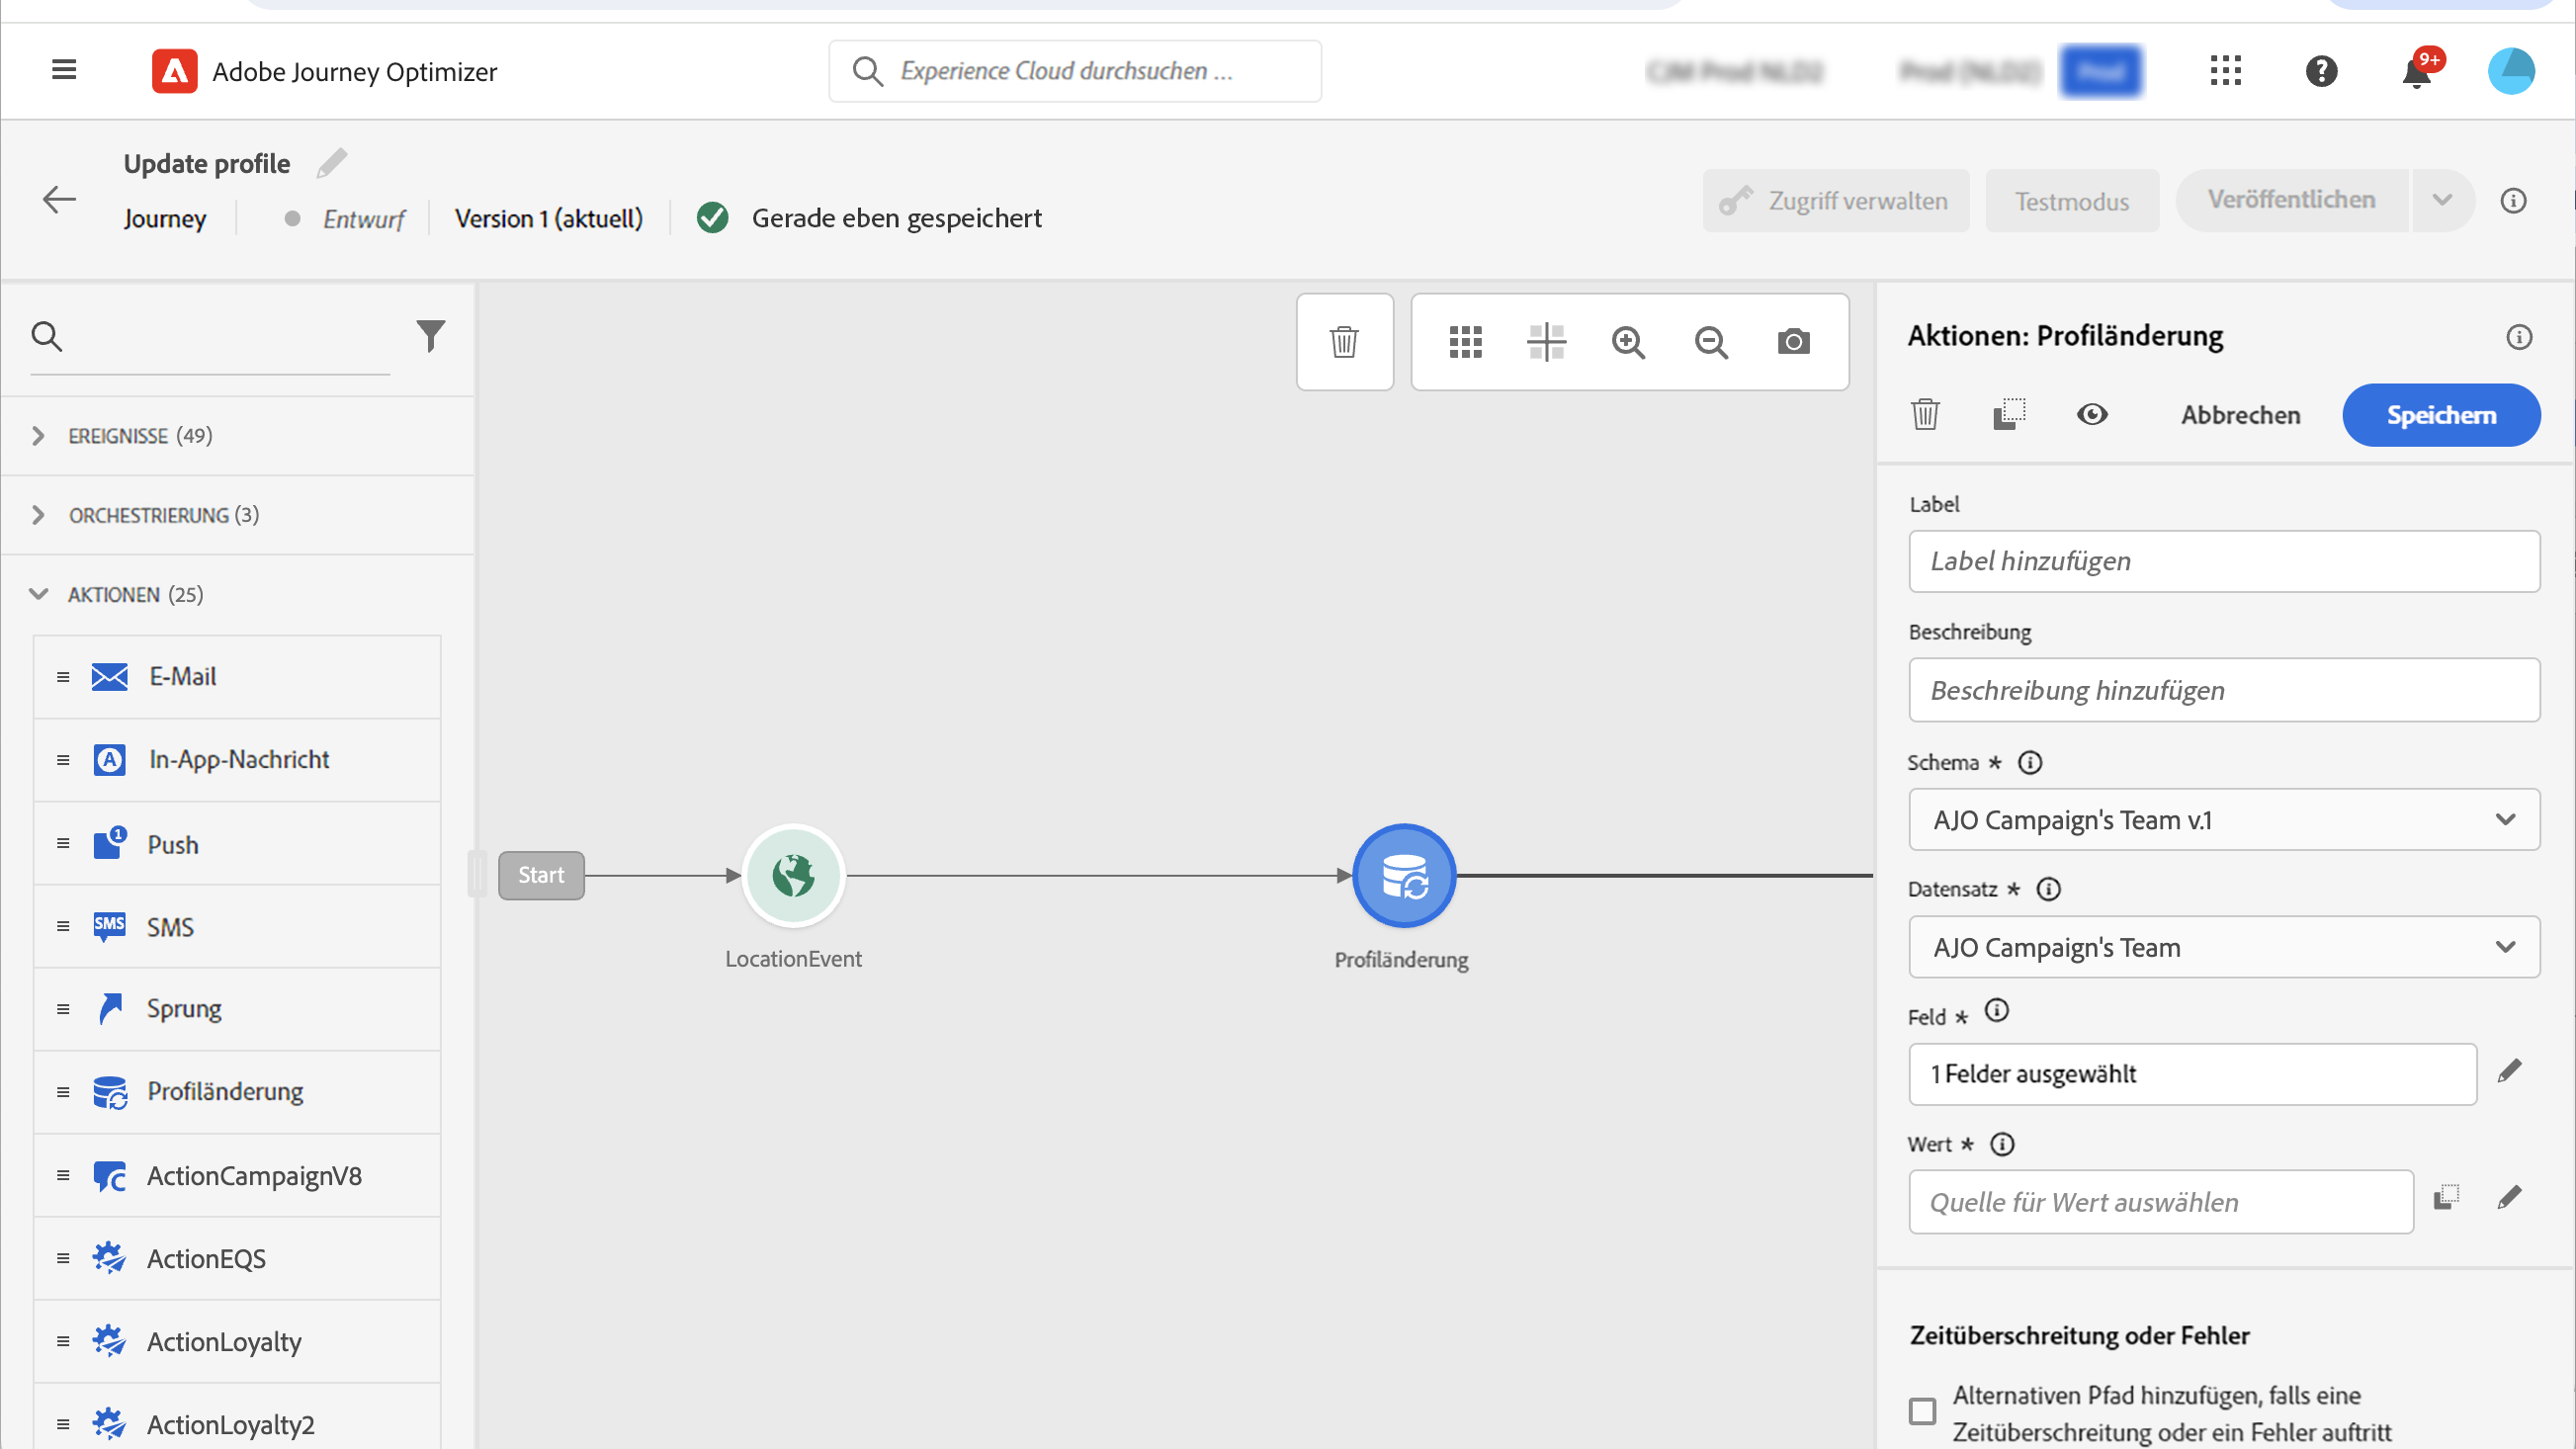 Adobe Journey Optimizer
Experience Cloud durchsuchen ...
9+
Update profile
Journey
Entwurf
Version 1 (aktuell)
Gerade eben gespeichert
Zugriff verwalten
Testmodus
Veröffentlichen
EREIGNISSE (49)
ORCHESTRIERUNG (3)
AKTIONEN (25)
E-Mail
In-App-Nachricht
Push
SMS
SMS
Sprung
Profiländerung
ActionCampaignV8
ActionEQS
ActionLoyalty
ActionLoyalty2
Start
LocationEvent
Profiländerung
Aktionen: Profiländerung
Abbrechen
Speichern
Label
Label hinzufügen
Beschreibung
Beschreibung hinzufügen
Schema *
AJO Campaign's Team v.1
Datensatz *
AJO Campaign's Team
Feld *
1 Felder ausgewählt
Wert *
Quelle für Wert auswählen
Zeitüberschreitung oder Fehler
Alternativen Pfad hinzufügen, falls eine
Zeitüberschreitung oder ein Fehler auftritt